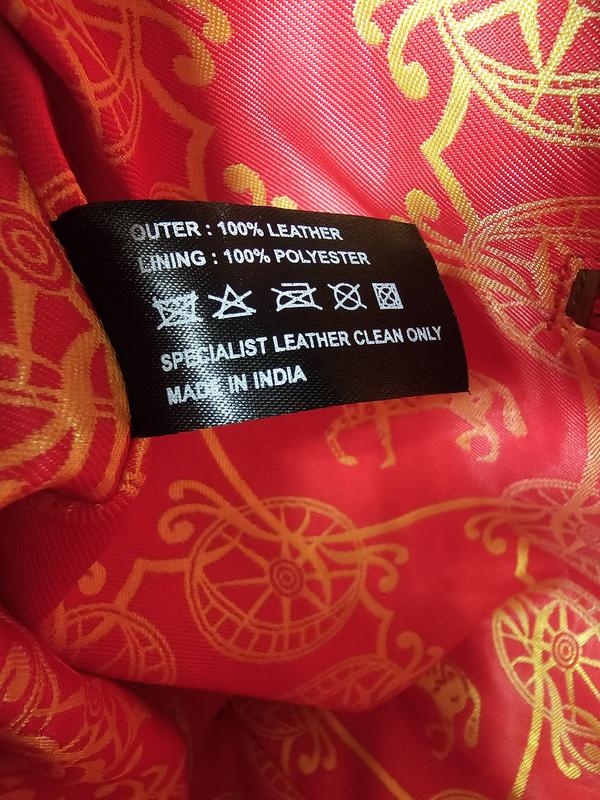 OUTER : 100% LEATHER
LINING : 100% POLYESTER
SPECIALIST LEATHER CLEAN ONLY
MADE IN INDIA